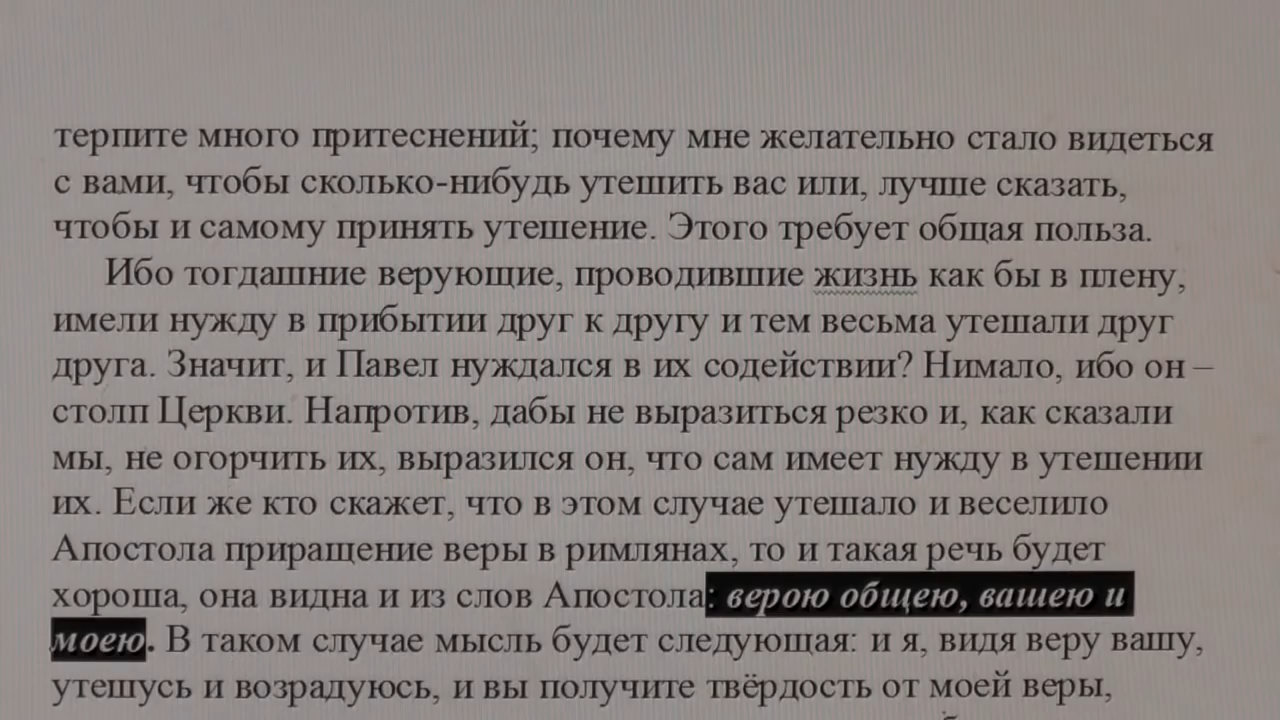 терпите много притеснений; почему мне желательно стало видеться
с вами, чтобы сколько-нибудь утешить вас или, лучше сказать,
чтобы и самому принять утешение. Этого требует общая польза.
Ибо тогдашние верующие, проводившие жизнь как бы в плену,
имели нужду в прибытии друг к другу и тем весьма утешали друг
друга. Значит, и Павел нуждался в их содействии? Нимало, ибо он –
столп Церкви. Напротив, дабы не выразиться резко и, как сказали
мы, не огорчить их, выразился он, что сам имеет нужду в утешении
их. Если же кто скажет, что в этом случае утешало и веселило
Апостола приращение веры в римлянах, то и такая речь будет
хороша, она видна и из слов Апостола: верою общею, вашею и
моею. В таком случае мысль будет следующая: и я, видя веру вашу,
утешусь и возрадуюсь, и вы получите твёрдость от моей веры,